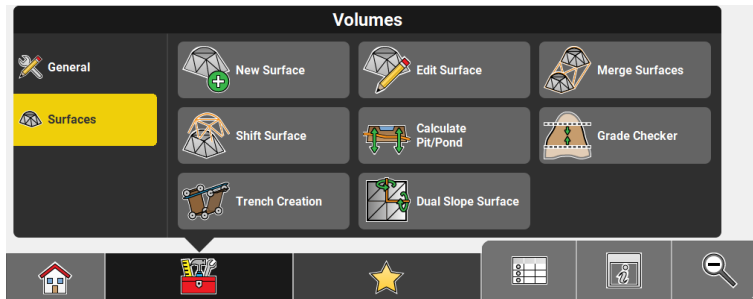 Volumes
General
Surfaces
New Surface
Edit Surface
Merge Surfaces
Shift Surface
Calculate
Pit/Pond
Grade Checker
Trench Creation
Dual Slope Surface
i